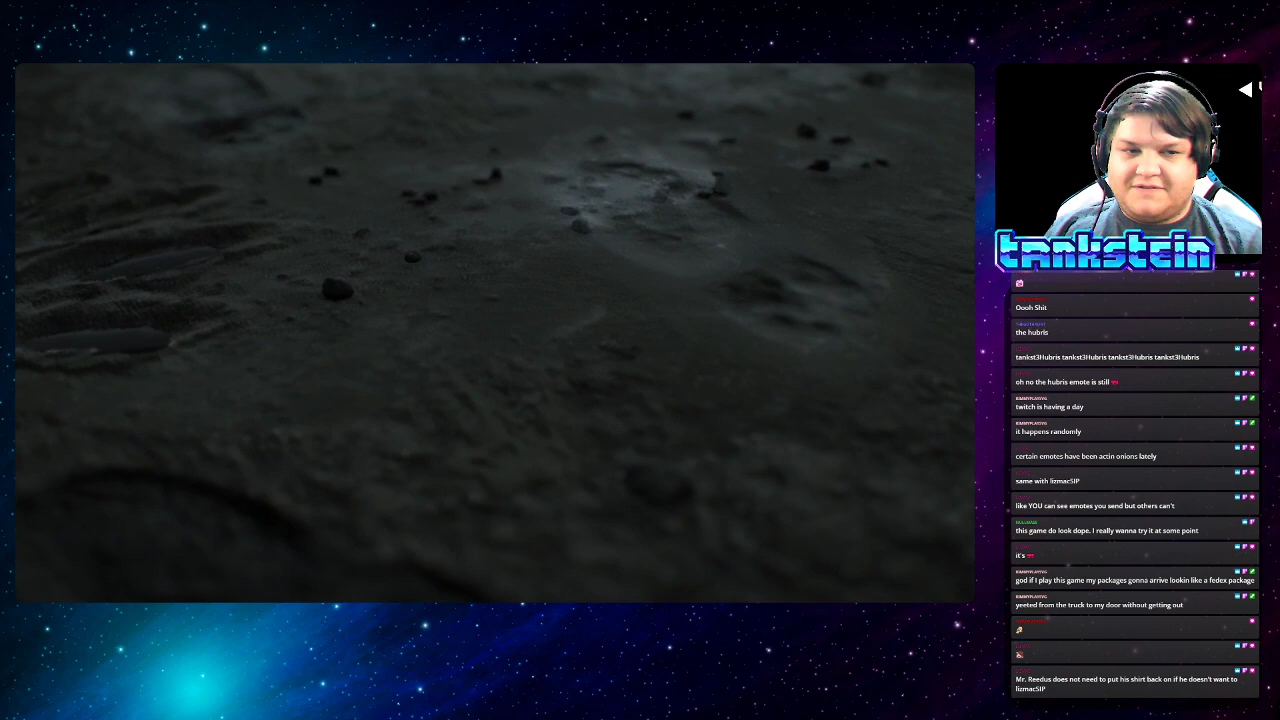 tankstein
Oooh Shit
the hubris
tankst3Hubris tankst3Hubris tankst3Hubris tankst3Hubris
oh no the hubris emote is still
BIMMYPLAYSVG
twitch is having a day
BIMMYPLAYSVG
it happens randomly
certain emotes have been actin onions lately
same with lizmacSIP
like YOU can see emotes you send but others can't
this game do look dope. I really wanna try it at some point
it's
BIMMYPLAYSVG
god if I play this game my packages gonna arrive lookin like a fedex package
BIMMYPLAYSVG
yeeted from the truck to my door without getting out
Mr. Reedus does not need to put his shirt back on if he doesn't want to
lizmacSIP